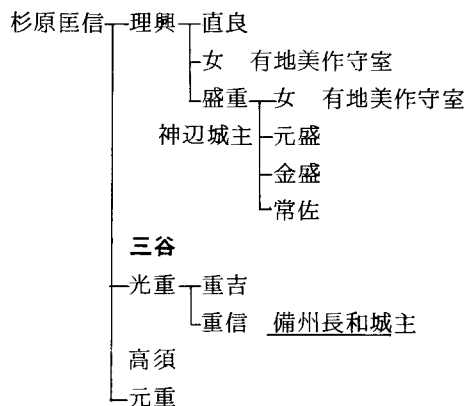 杉原匡信 理興 直良
女 有地美作守室
盛重 女 有地美作守室
神辺城主 元盛
金盛
常佐
三谷
光重 重吉
重信 備州長和城主
高須
元重